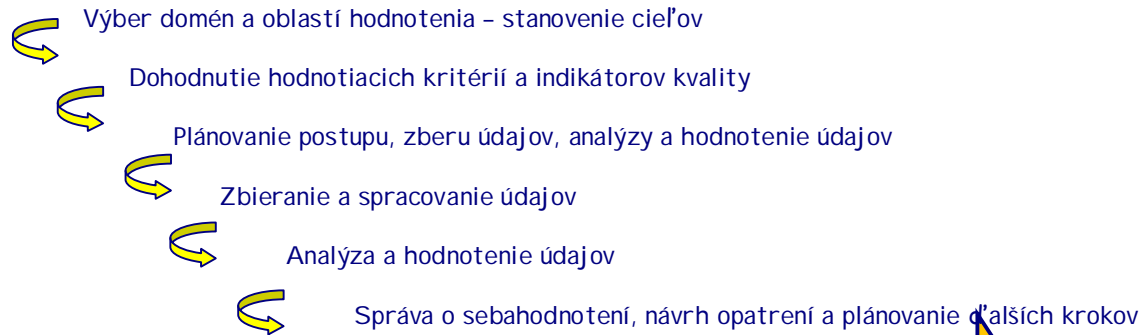 Výber domén a oblastí hodnotenia – stanovenie cieľov
Dohodnutie hodnotiacich kritérií a indikátorov kvality
Plánovanie postupu, zberu údajov, analýzy a hodnotenie údajov
Zbieranie a spracovanie údajov
Analýza a hodnotenie údajov
Správa o sebahodnotení, návrh opatrení a plánovanie ďalších krokov